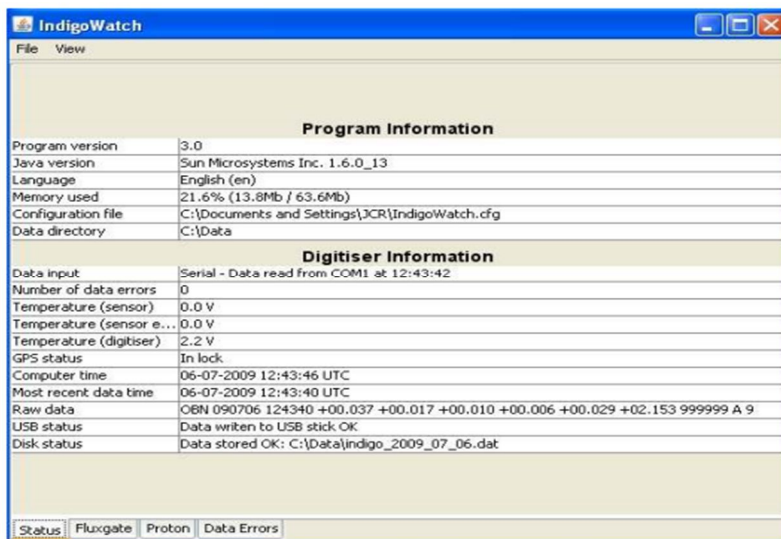 IndigoWatch
File View
Program Information
Program version 3.0
Java version Sun Microsystems Inc. 1.6.0_13
Language English (en)
Memory used 21.6% (13.8Mb / 63.6Mb)
Configuration file C:\Documents and Settings\JCR\IndigoWatch.cfg
Data directory C:\Data
Digitiser Information
Data input Serial - Data read from COM1 at 12:43:42
Number of data errors 0
Temperature (sensor) 0.0 V
Temperature (sensor e... 0.0 V
Temperature (digitiser) 2.2 V
GPS status In lock
Computer time 06-07-2009 12:43:46 UTC
Most recent data time 06-07-2009 12:43:40 UTC
Raw data OBN 090706 124340 +00.037 +00.017 +00.010 +00.006 +00.029 +02.153 999999 A 9
USB status Data writen to USB stick OK
Disk status Data stored OK: C:\Data\indigo_2009_07_06.dat
Status Fluxgate Proton Data Errors